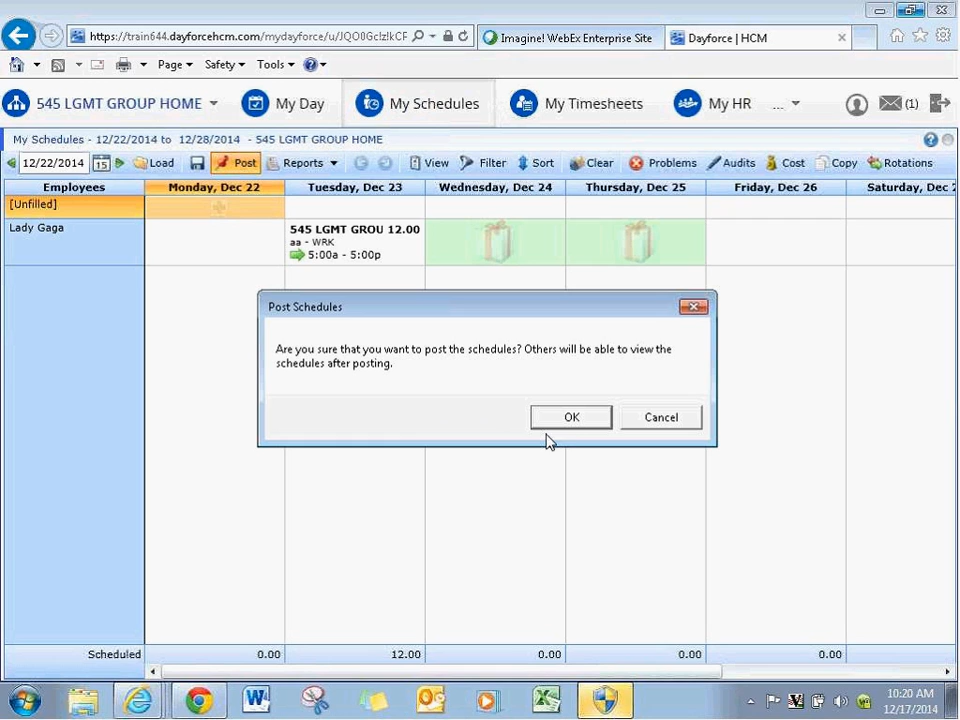 https://train644.dayforcehcm.com/mydayforce/u/
Imagine! WebEx Enterprise Site
Dayforce | HCM
Page
Safety
Tools
545 LGMT GROUP HOME
My Day
My Schedules
My Timesheets
My HR
...
(1)
My Schedules - 12/22/2014 to 12/28/2014 - 545 LGMT GROUP HOME
12/22/2014
15
Load
Post
Reports
View
Filter
Sort
Clear
Problems
Audits
Cost
Copy
Rotations
Employees
Monday, Dec 22
Tuesday, Dec 23
Wednesday, Dec 24
Thursday, Dec 25
Friday, Dec 26
Saturday, Dec 2
[Unfilled]
Lady Gaga
545 LGMT GROU 12.00
aa - WRK
5:00a - 5:00p
Post Schedules
Are you sure that you want to post the schedules? Others will be able to view the
schedules after posting.
OK
Cancel
Scheduled
0.00
12.00
0.00
0.00
0.00
10:20 AM
12/17/2014